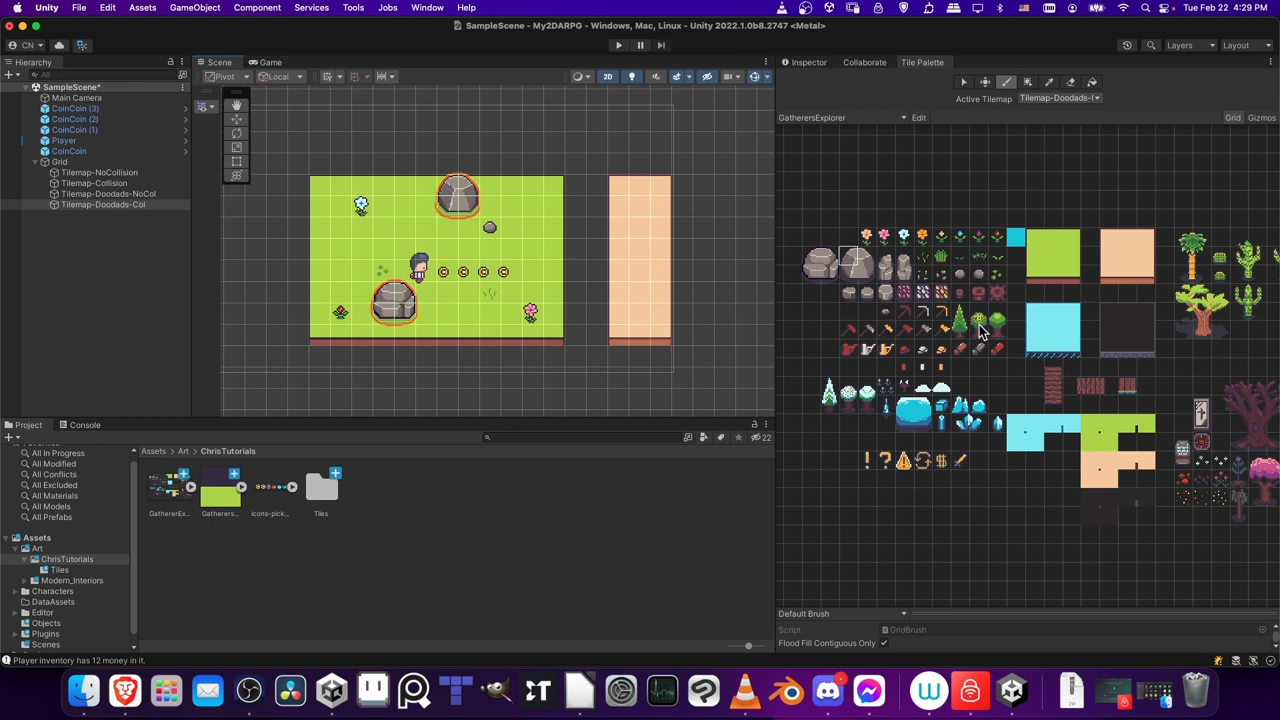 Unity File Edit Assets GameObject Component Services Tools Jobs Window Help
Tue Feb 22 4:29 PM
SampleScene - My2DARPG - Windows, Mac, Linux - Unity 2022.1.0b8.2747 <Metal>
CN
Layers
Layout
Hierarchy
Scene
Game
Inspector
Collaborate
Tile Palette
All
Pivot
Local
2D
Active Tilemap
Tilemap-Doodads-(
GatherersExplorer
Edit
Grid
Gizmos
SampleScene*
Main Camera
CoinCoin (3)
CoinCoin (2)
CoinCoin (1)
Player
CoinCoin
Grid
Tilemap-NoCollision
Tilemap-Collision
Tilemap-Doodads-NoCol
Tilemap-Doodads-Col
Project
Console
22
Favorites
All In Progress
All Modified
All Conflicts
All Excluded
All Materials
All Models
All Prefabs
Assets
Art
ChrisTutorials
Tiles
Modern_Interiors
Characters
DataAssets
Editor
Objects
Plugins
Scenes
Assets > Art > ChrisTutorials
GathererEx...
Gatherers...
icons-pick...
Tiles
Default Brush
Script
GridBrush
Flood Fill Contiguous Only
Player inventory has 12 money in it.